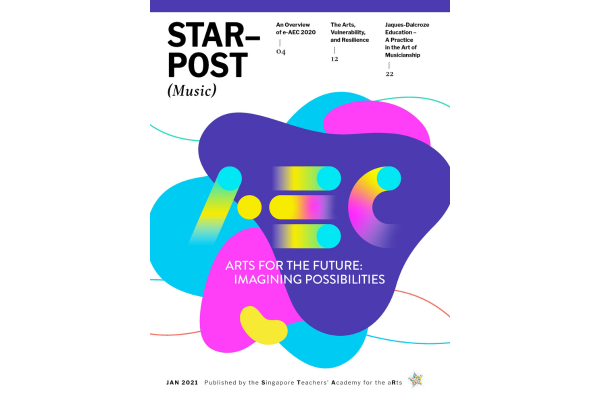 STAR–
POST
(Music)
An Overview
of e-AEC 2020
|
04
The Arts,
Vulnerability,
and Resilience
|
12
Jaques-Dalcroze
Education –
A Practice
in the Art of
Musicianship
|
22
AEC
ARTS FOR THE FUTURE:
IMAGINING POSSIBILITIES
JAN 2021 Published by the Singapore Teachers' Academy for the aRts